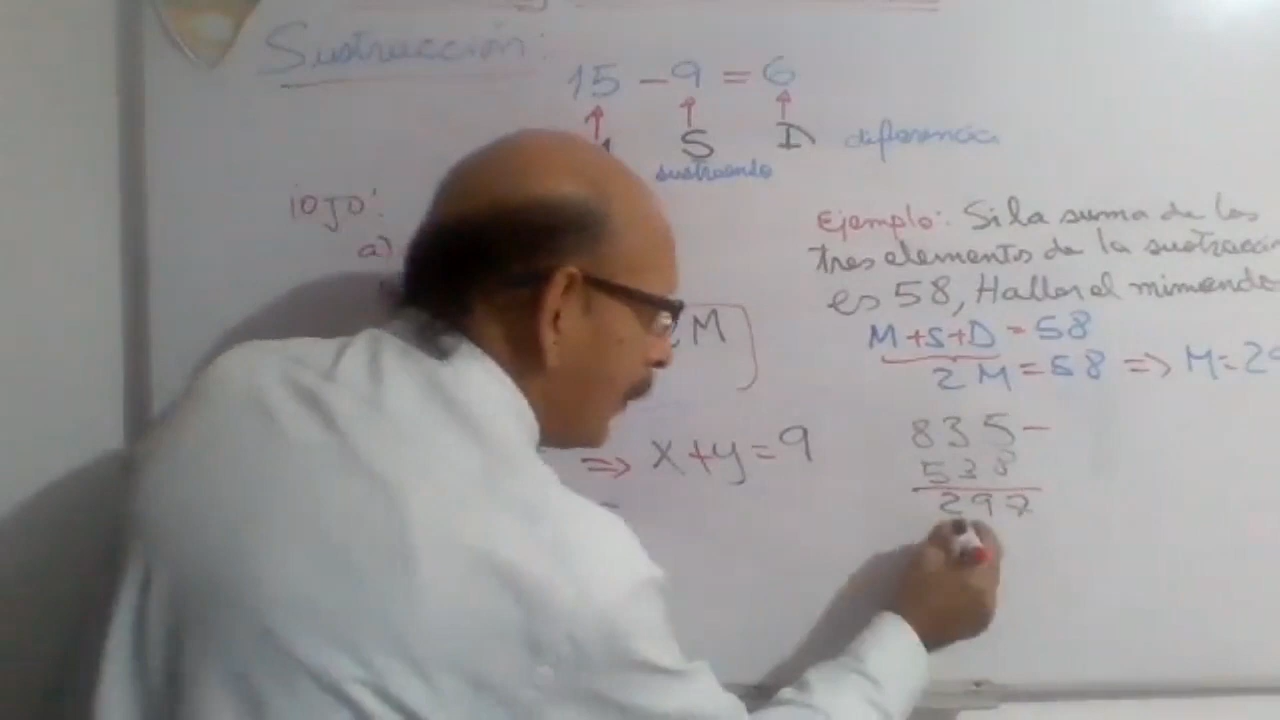 Sustracción:
15 - 9 = 6
S D diferencia
sustraendo
¡OJO!
a)
Ejemplo: Si la suma de los
tres elementos de la sustracción
es 58, Hallar el minuendo
M
M+S+D = 58
2M = 58 => M=29
=> x+y=9
835 -
538
297